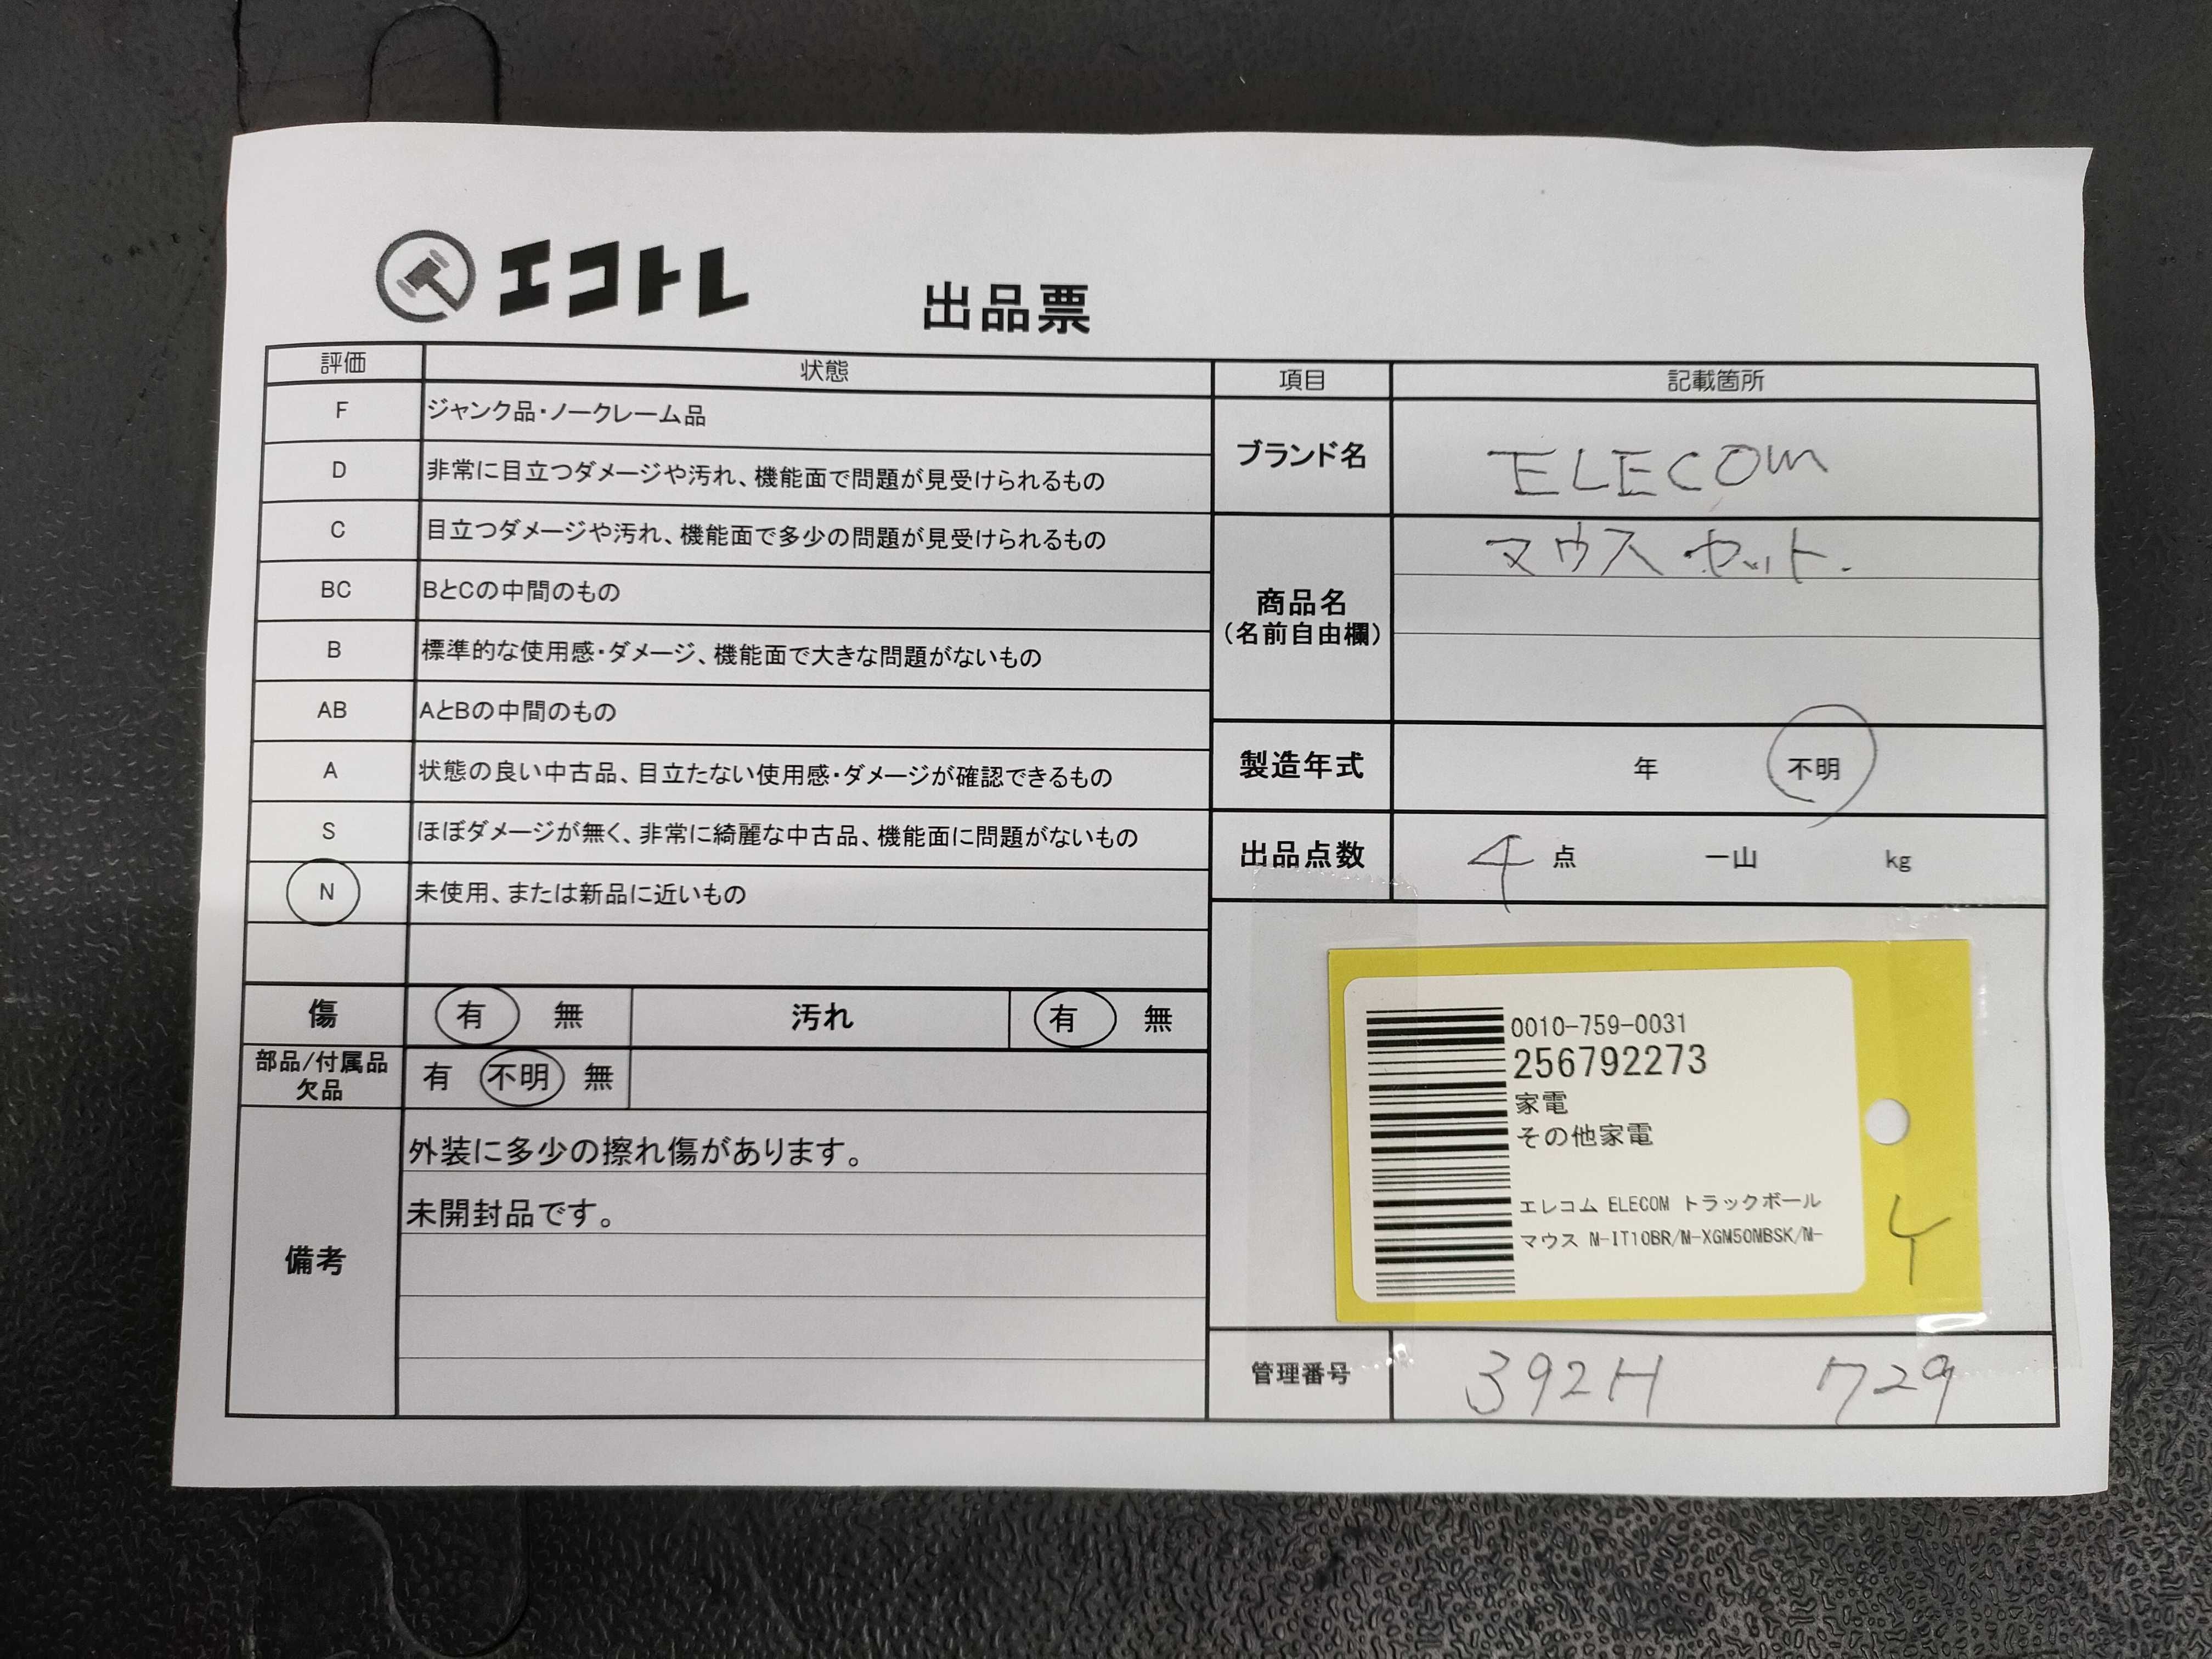 エコトレ
出品票
評価 状態
F ジャンク品・ノークレーム品
D 非常に目立つダメージや汚れ、機能面で問題が見受けられるもの
C 目立つダメージや汚れ、機能面で多少の問題が見受けられるもの
BC BとCの中間のもの
B 標準的な使用感・ダメージ、機能面で大きな問題がないもの
AB AとBの中間のもの
A 状態の良い中古品、目立たない使用感・ダメージが確認できるもの
S ほぼダメージが無く、非常に綺麗な中古品、機能面に問題がないもの
N 未使用、または新品に近いもの
傷 有 無 汚れ 有 無
部品/付属品
欠品
有 不明 無
備考
外装に多少の擦れ傷があります。
未開封品です。
項目 記載箇所
ブランド名 ELECOM
商品名
(名前自由欄)
マウスセット.
製造年式 年 不明
出品点数 4 点 一山 kg
0010-759-0031
256792273
家電
その他家電
エレコム ELECOM トラックボール
マウス M-IT10BR/M-XGM50MBSK/M-
管理番号 392H 729